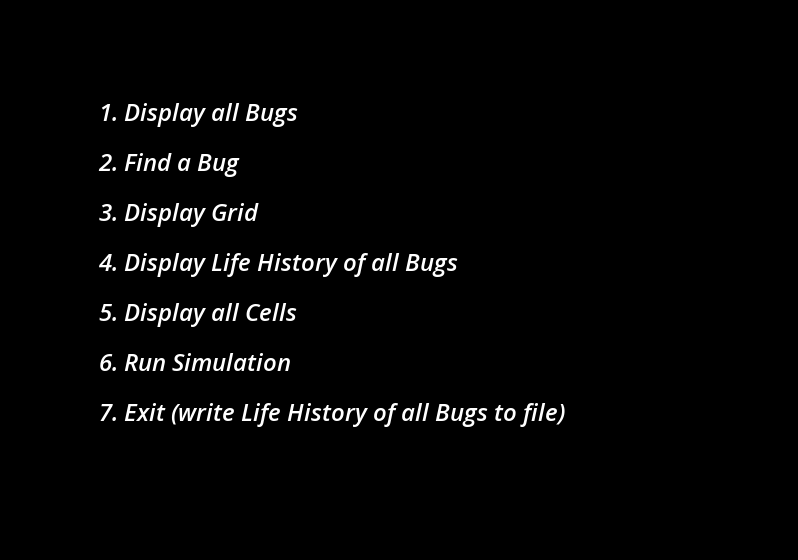 1. Display all Bugs
2. Find a Bug
3. Display Grid
4. Display Life History of all Bugs
5. Display all Cells
6. Run Simulation
7. Exit (write Life History of all Bugs to file)